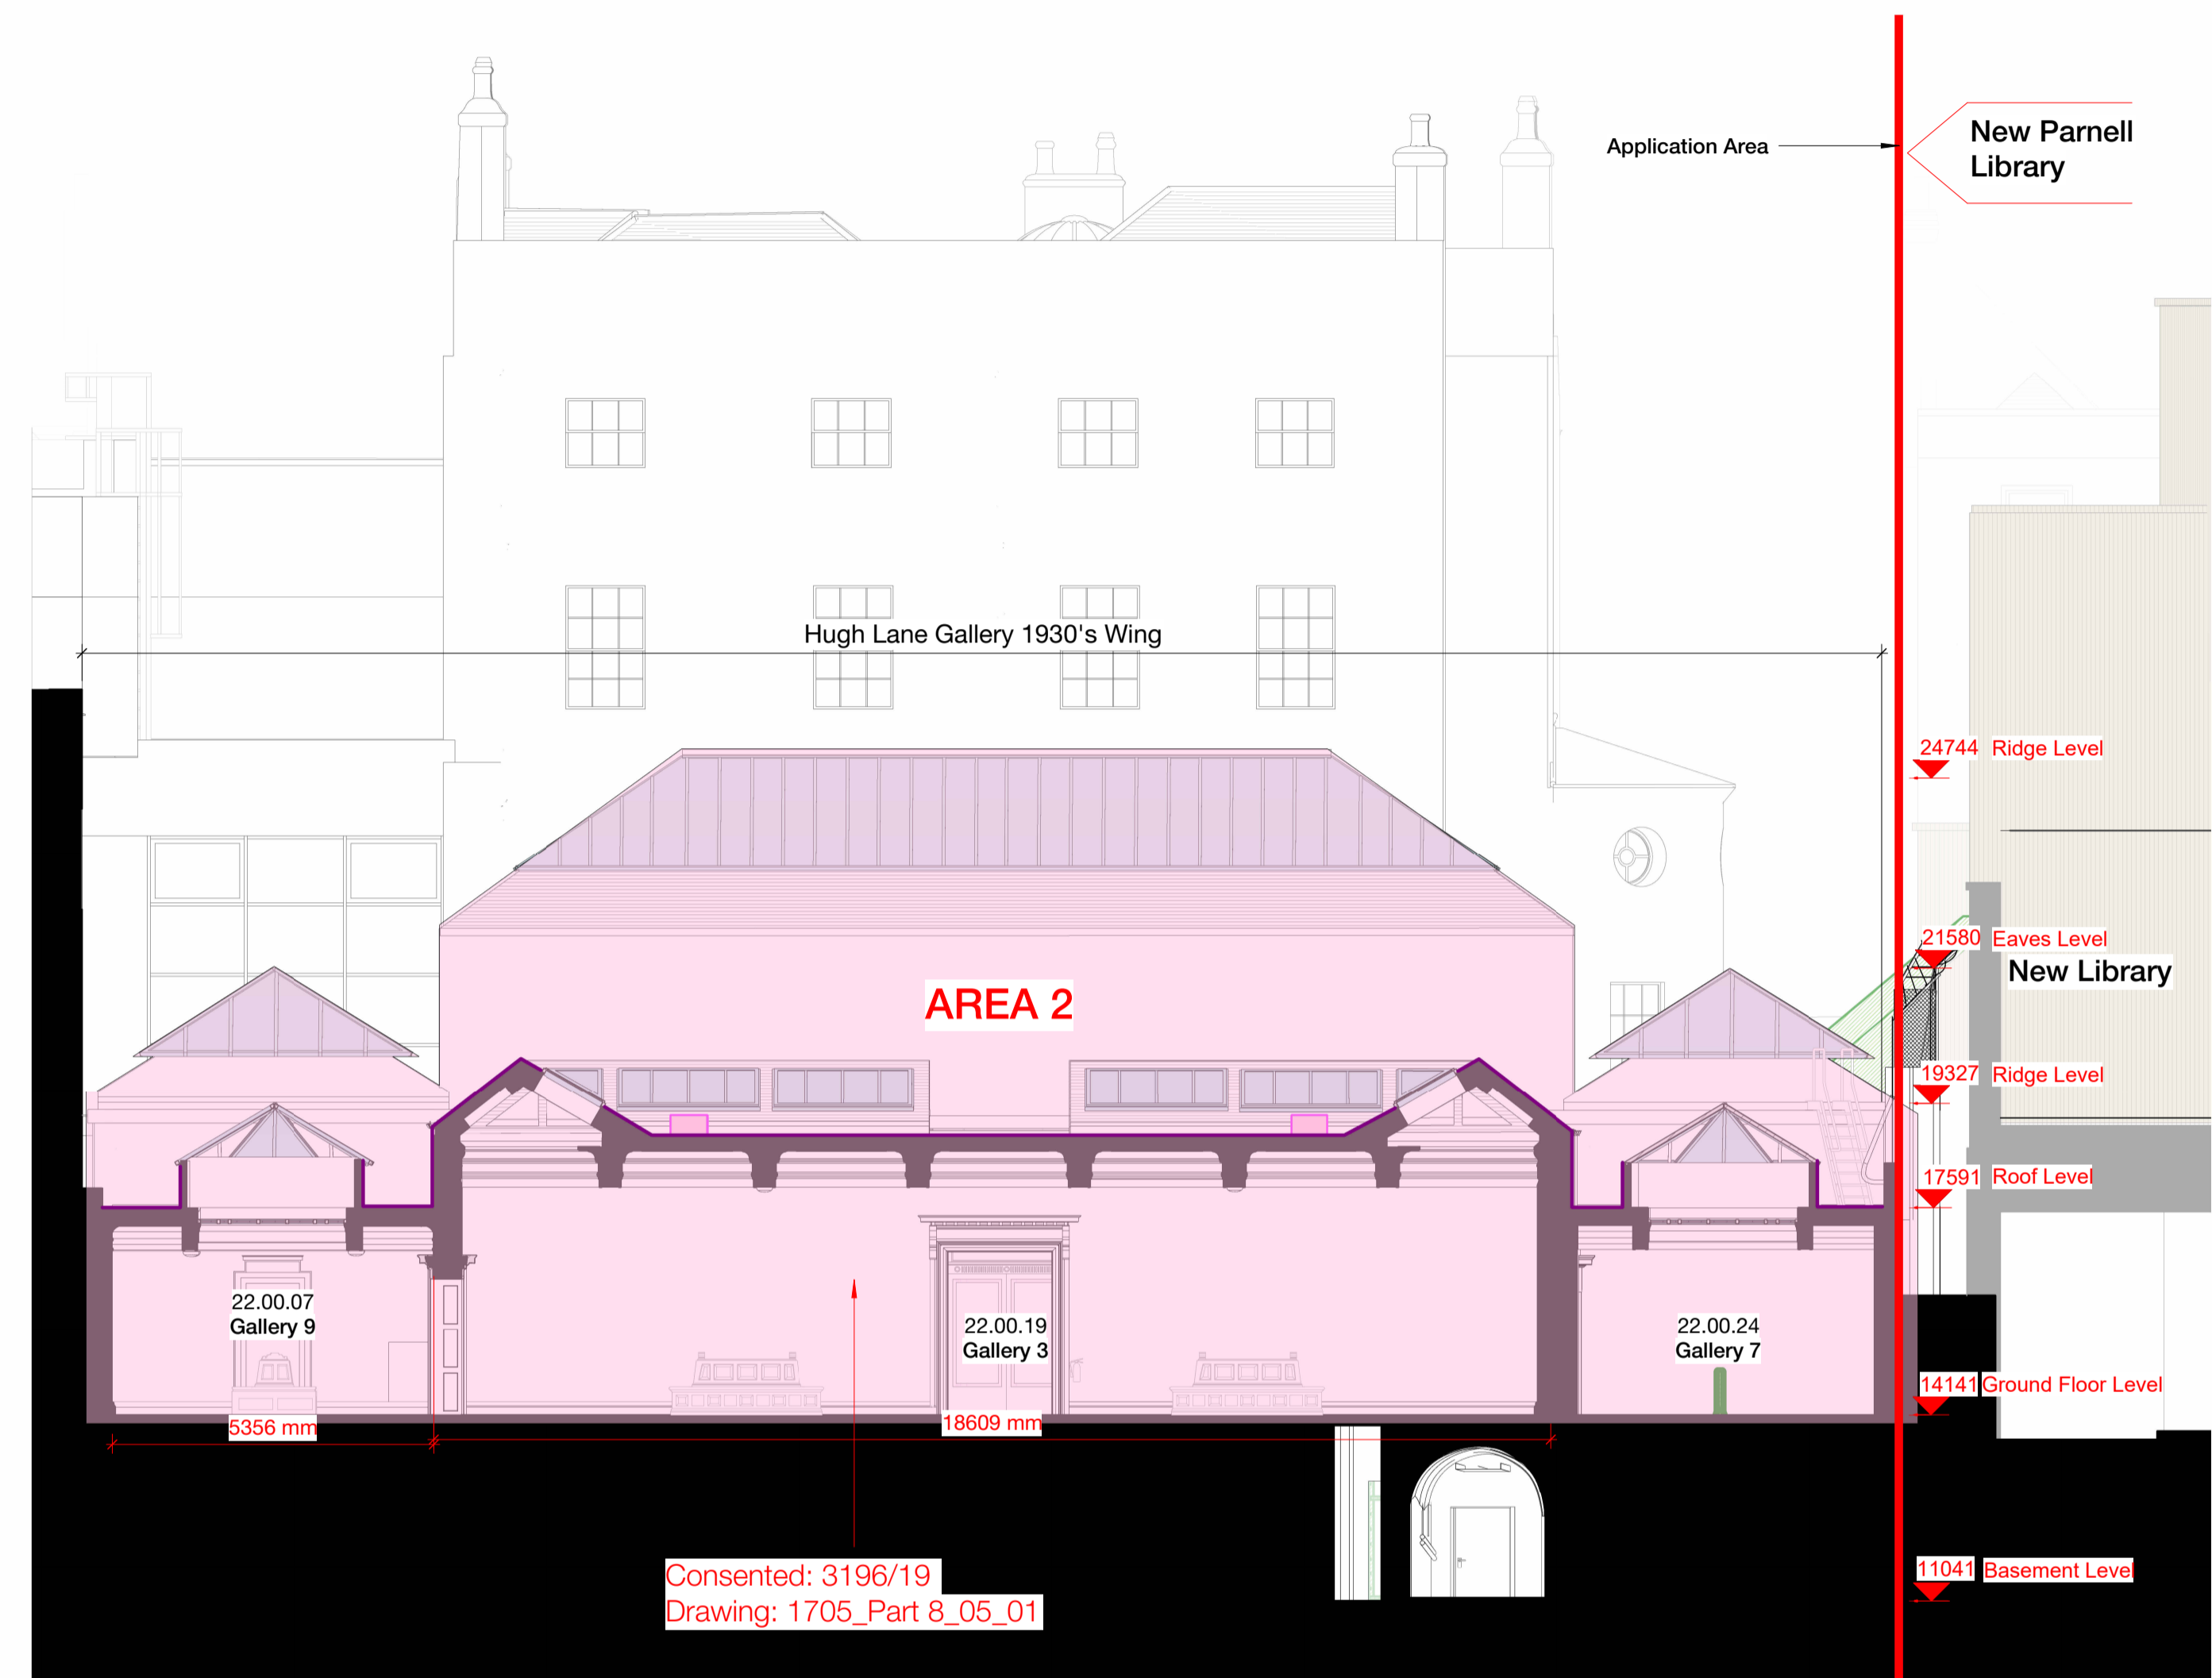 Application Area
New Parnell
Library
Hugh Lane Gallery 1930's Wing
24744 Ridge Level
21580 Eaves Level
New Library
AREA 2
19327 Ridge Level
17591 Roof Level
22.00.07
Gallery 9
22.00.19
Gallery 3
22.00.24
Gallery 7
14141 Ground Floor Level
5356 mm
18609 mm
11041 Basement Level
Consented: 3196/19
Drawing: 1705_Part 8_05_01